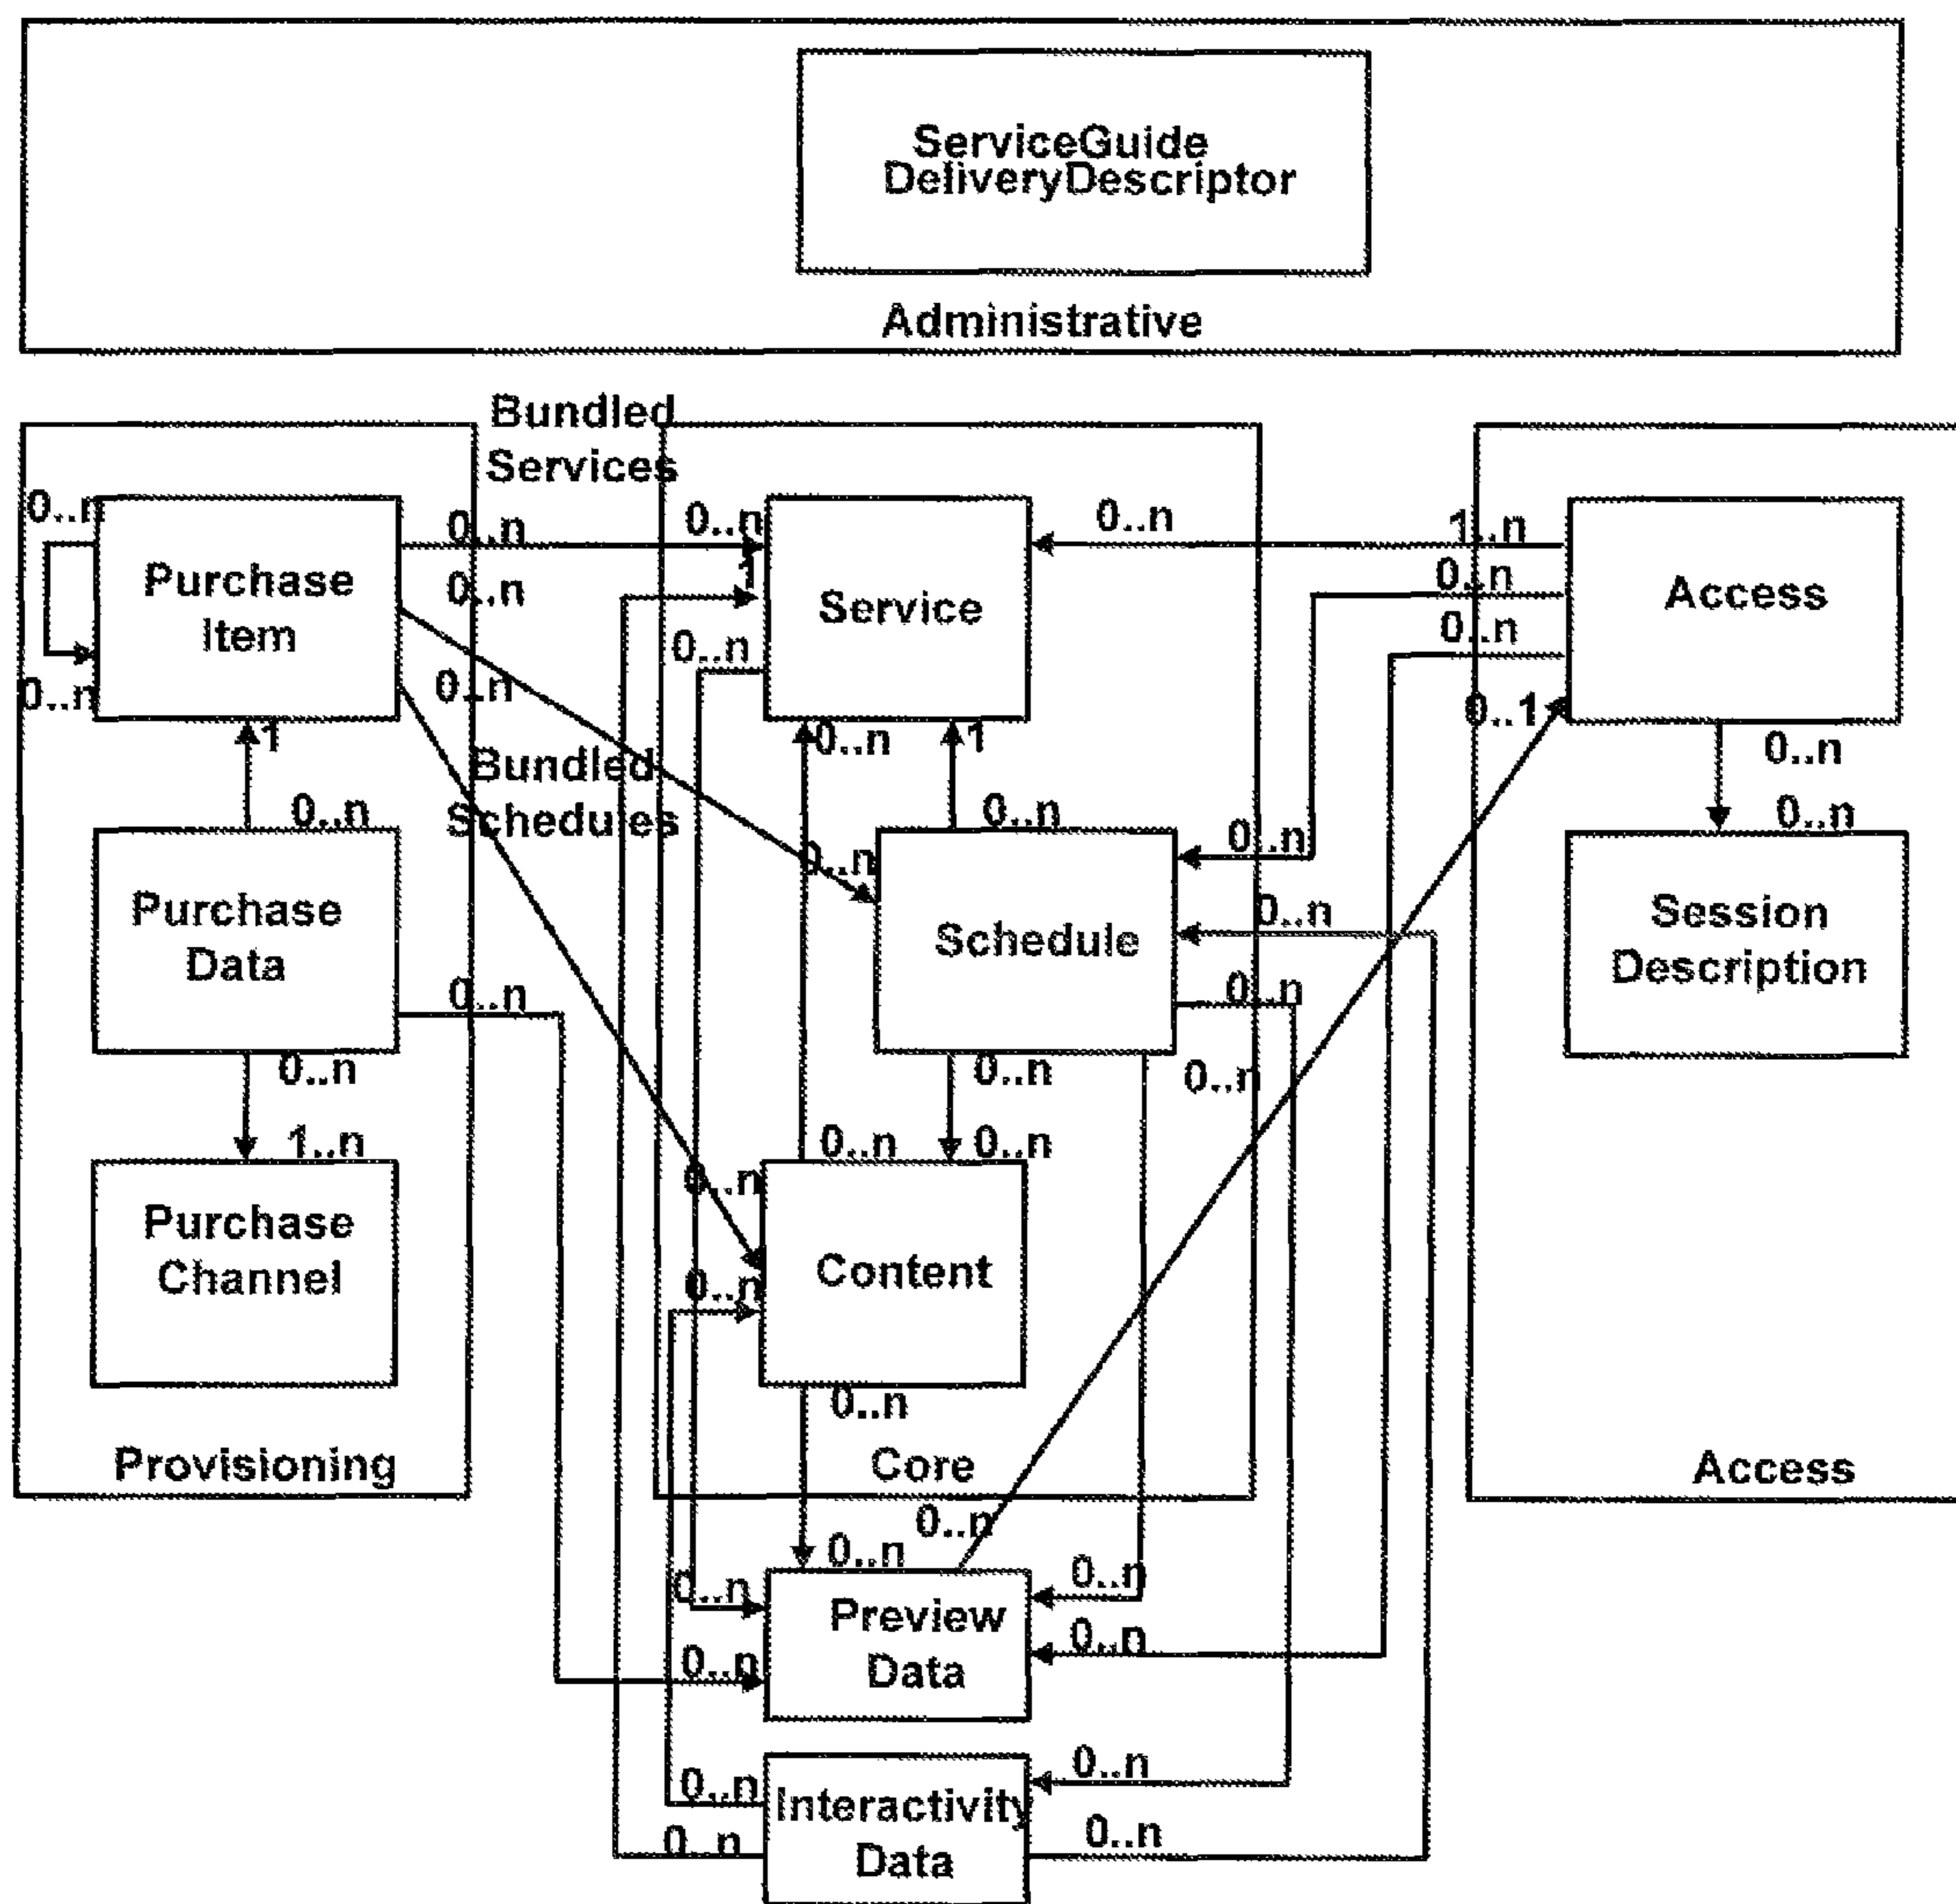 ServiceGuide
DeliveryDescriptor
Administrative
Bundled
Services
0..n
0..n
0..n
0..n
1..n
Purchase
Item
0..n
1
Service
0..n
Access
0..n
0..n
0..n
0..n
0..1
1
0..n
1
0..n
Bundled
Schedules
0..n
0..n
0..n
0..n
0..n
Purchase
Data
Schedule
0..n
Session
Description
0..n
0..n
0..n
0..n
0..n
1..n
0..n
0..n
0..n
Purchase
Channel
Content
0..n
0..n
Provisioning
Core
Access
0..n
0..n
0..n
0..n
Preview
Data
0..n
0..n
0..n
0..n
Interactivity
Data
0..n
0..n